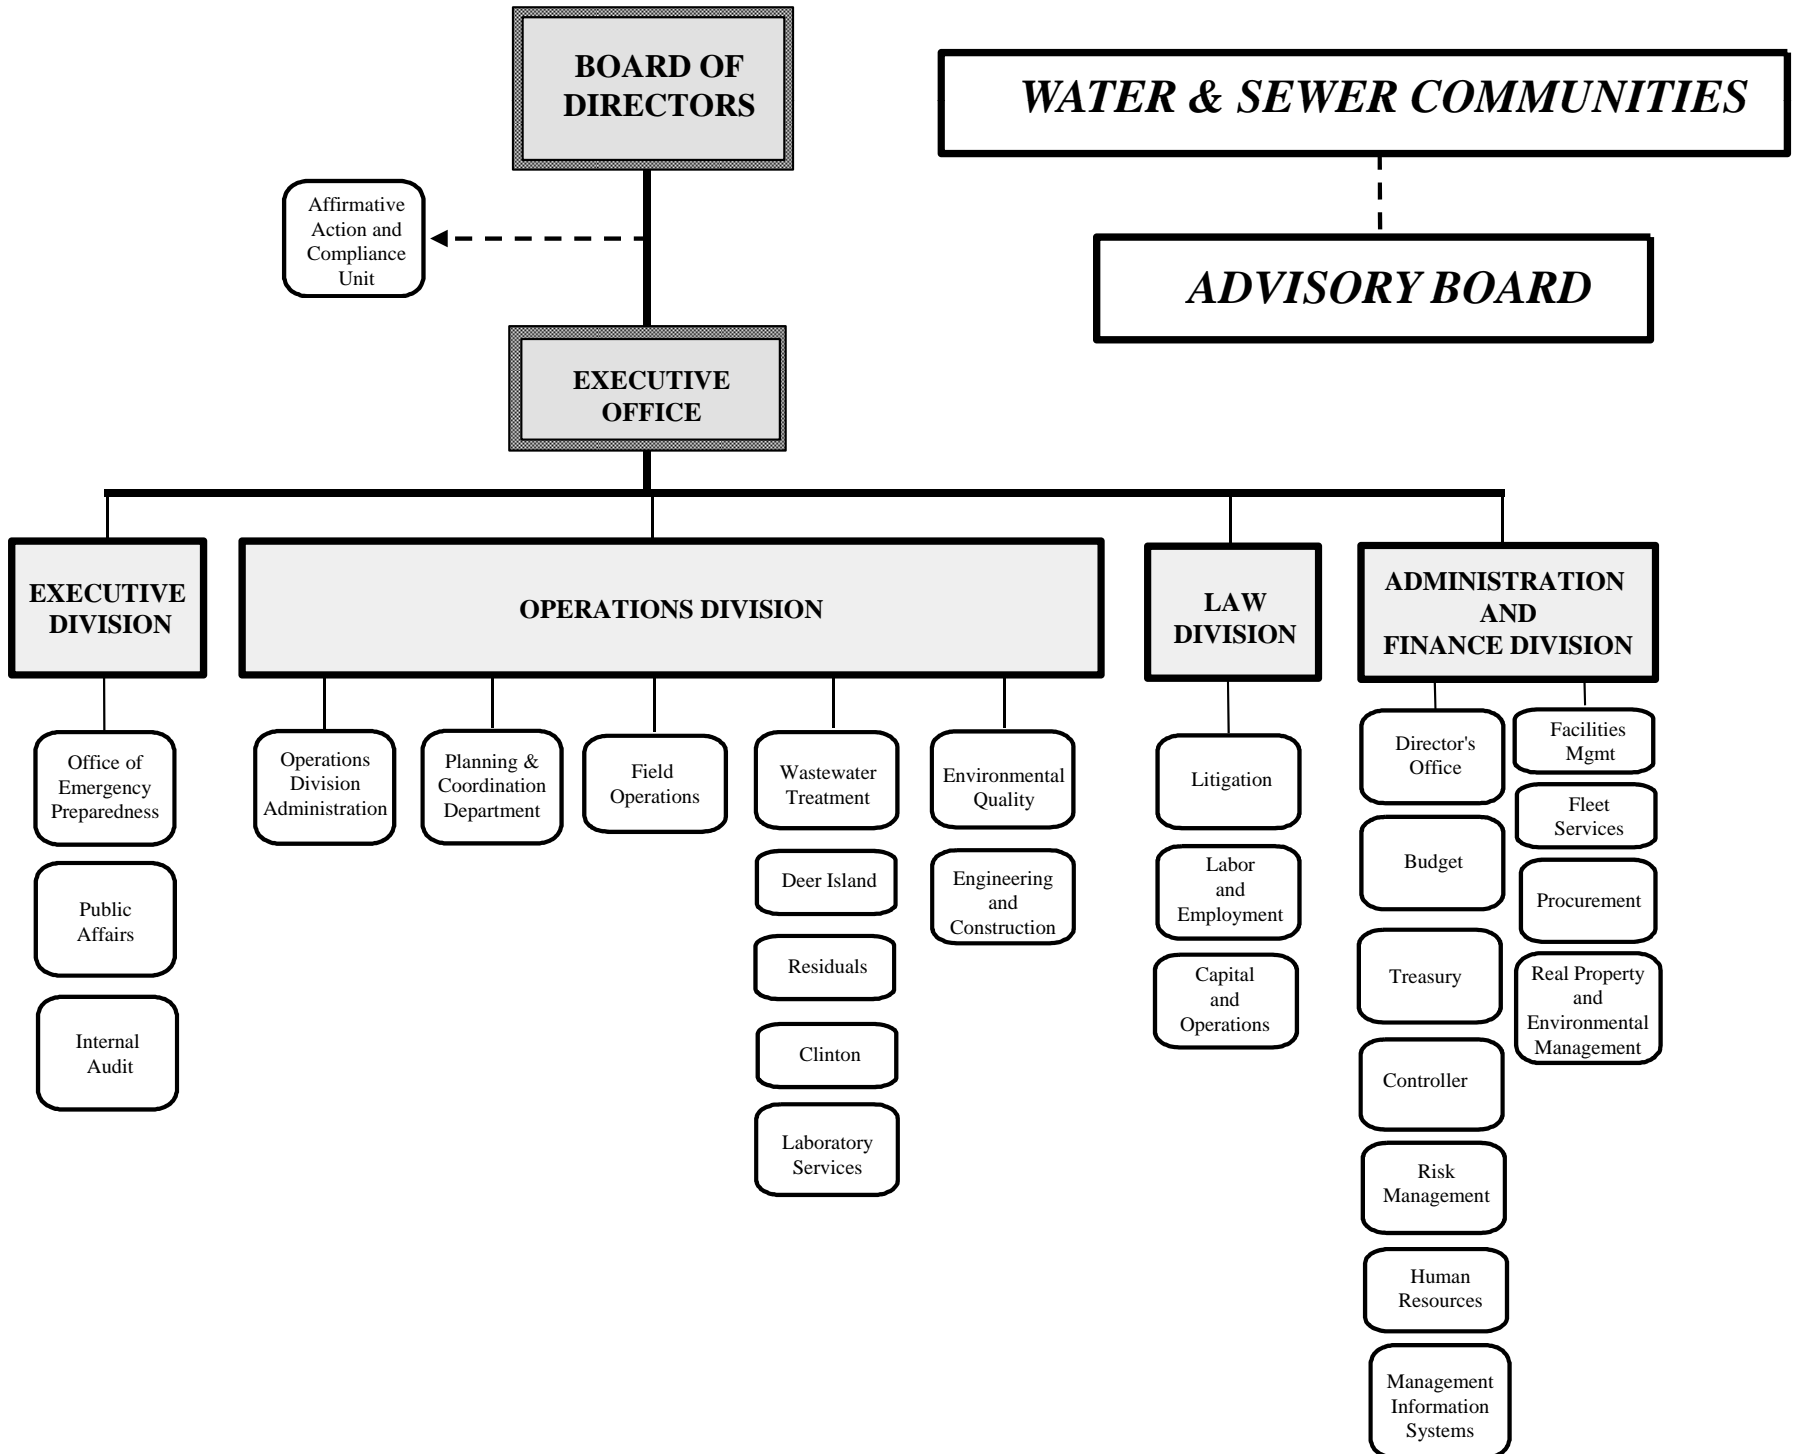 BOARD OF
DIRECTORS
WATER & SEWER COMMUNITIES
Affirmative
Action and
Compliance
Unit
ADVISORY BOARD
EXECUTIVE
OFFICE
EXECUTIVE
DIVISION
OPERATIONS DIVISION
LAW
DIVISION
ADMINISTRATION
AND
FINANCE DIVISION
Office of
Emergency
Preparedness
Public
Affairs
Internal
Audit
Operations
Division
Administration
Planning &
Coordination
Department
Field
Operations
Wastewater
Treatment
Deer Island
Residuals
Clinton
Laboratory
Services
Environmental
Quality
Engineering
and
Construction
Litigation
Labor
and
Employment
Capital
and
Operations
Director's
Office
Budget
Treasury
Controller
Risk
Management
Human
Resources
Management
Information
Systems
Facilities
Mgmt
Fleet
Services
Procurement
Real Property
and
Environmental
Management